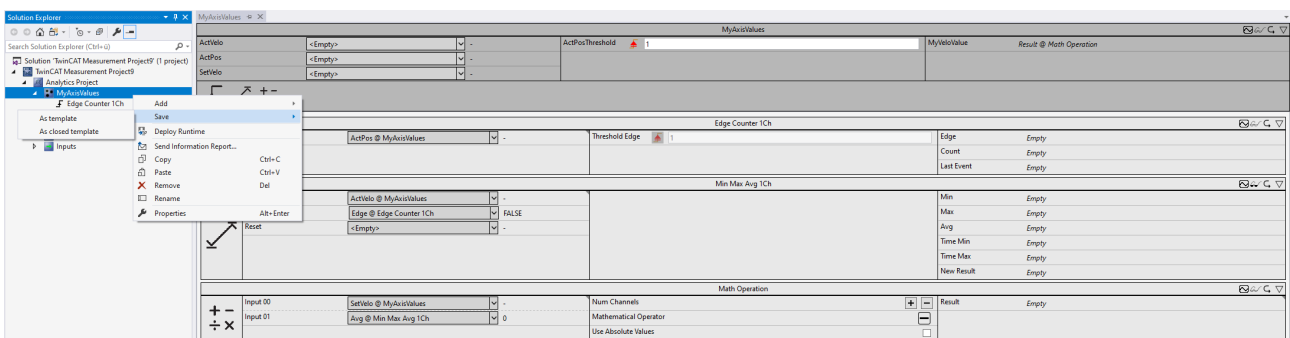 Solution Explorer
MyAxisValues
Search Solution Explorer (Ctrl+ü)
Solution 'TwinCAT Measurement Project9' (1 project)
TwinCAT Measurement Project9
Analytics Project
MyAxisValues
Edge Counter 1Ch
Inputs
Add
Save
As template
As closed template
Deploy Runtime
Send Information Report...
Copy Ctrl+C
Paste Ctrl+V
Remove Del
Rename
Properties Alt+Enter
MyAxisValues
ActVelo <Empty> - ActPosThreshold 1 MyVeloValue Result @ Math Operation
ActPos <Empty> -
SetVelo <Empty> -
Edge Counter 1Ch
ActPos @ MyAxisValues - Threshold Edge 1 Edge Empty
Count Empty
Last Event Empty
Min Max Avg 1Ch
ActVelo @ MyAxisValues - Min Empty
Edge @ Edge Counter 1Ch FALSE Max Empty
Reset <Empty> - Avg Empty
Time Min Empty
Time Max Empty
New Result Empty
Math Operation
Input 00 SetVelo @ MyAxisValues - Num Channels + - Result Empty
Input 01 Avg @ Min Max Avg 1Ch 0 Mathematical Operator
Use Absolute Values